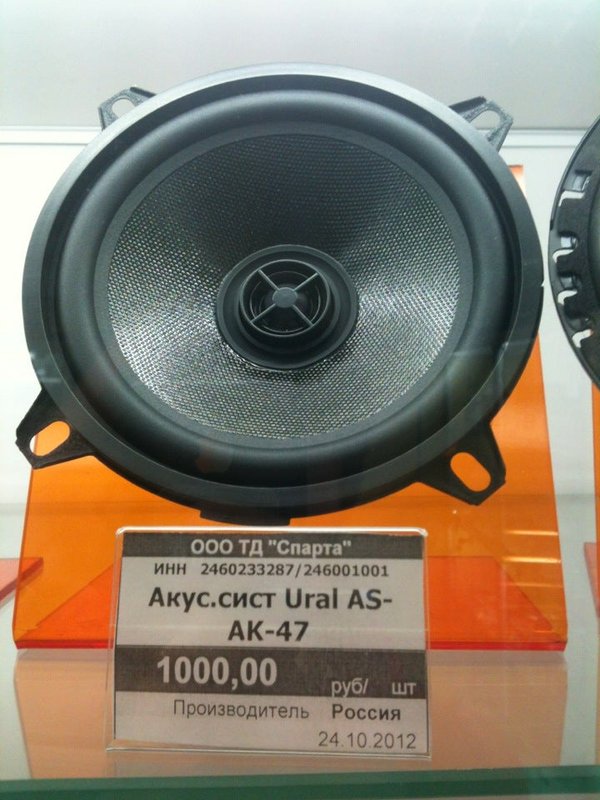 ООО ТД "Спарта"
ИНН 2460233287/246001001
Акус.сист Ural AS-
АК-47
1000,00 руб/ шт
Производитель Россия
24.10.2012